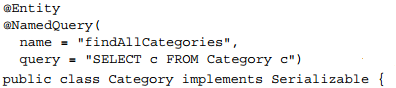 @Entity
@NamedQuery(
  name = "findAllCategories",
  query = "SELECT c FROM Category c")
public class Category implements Serializable {